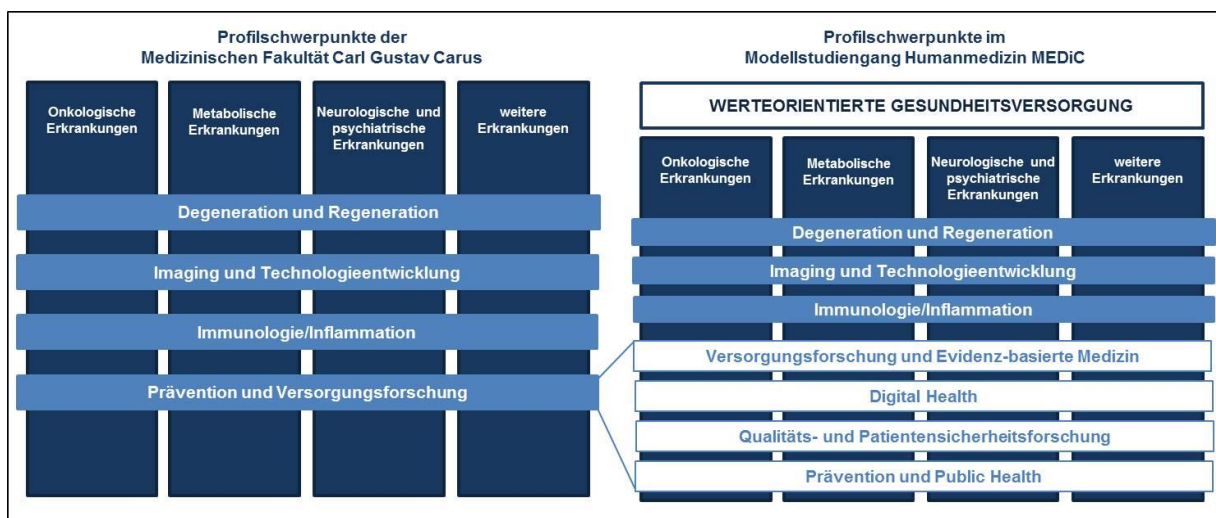 Profilschwerpunkte der
Medizinischen Fakultät Carl Gustav Carus
Onkologische
Erkrankungen
Metabolische
Erkrankungen
Neurologische und
psychiatrische
Erkrankungen
weitere
Erkrankungen
Degeneration und Regeneration
Imaging und Technologieentwicklung
Immunologie/Inflammation
Prävention und Versorgungsforschung
Profilschwerpunkte im
Modellstudiengang Humanmedizin MEDiC
WERTEORIENTIERTE GESUNDHEITSVERSORGUNG
Onkologische
Erkrankungen
Metabolische
Erkrankungen
Neurologische und
psychiatrische
Erkrankungen
weitere
Erkrankungen
Degeneration und Regeneration
Imaging und Technologieentwicklung
Immunologie/Inflammation
Versorgungsforschung und Evidenz-basierte Medizin
Digital Health
Qualitäts- und Patientensicherheitsforschung
Prävention und Public Health